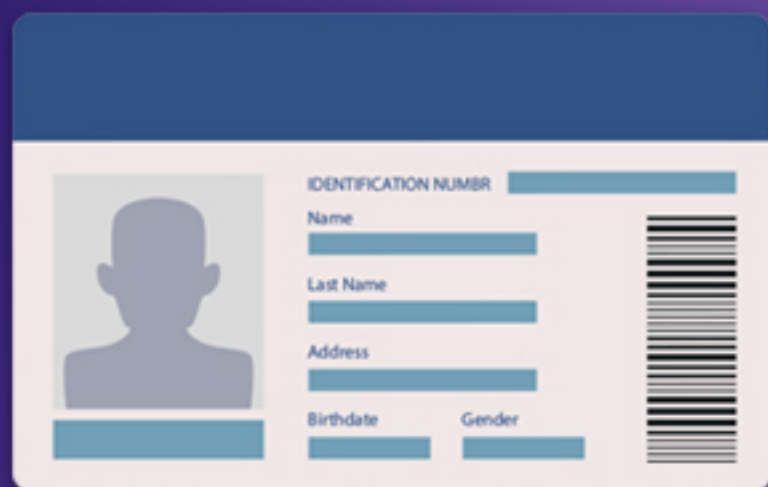 IDENTIFICATION NUMBR
Name
Last Name
Address
Birthdate Gender